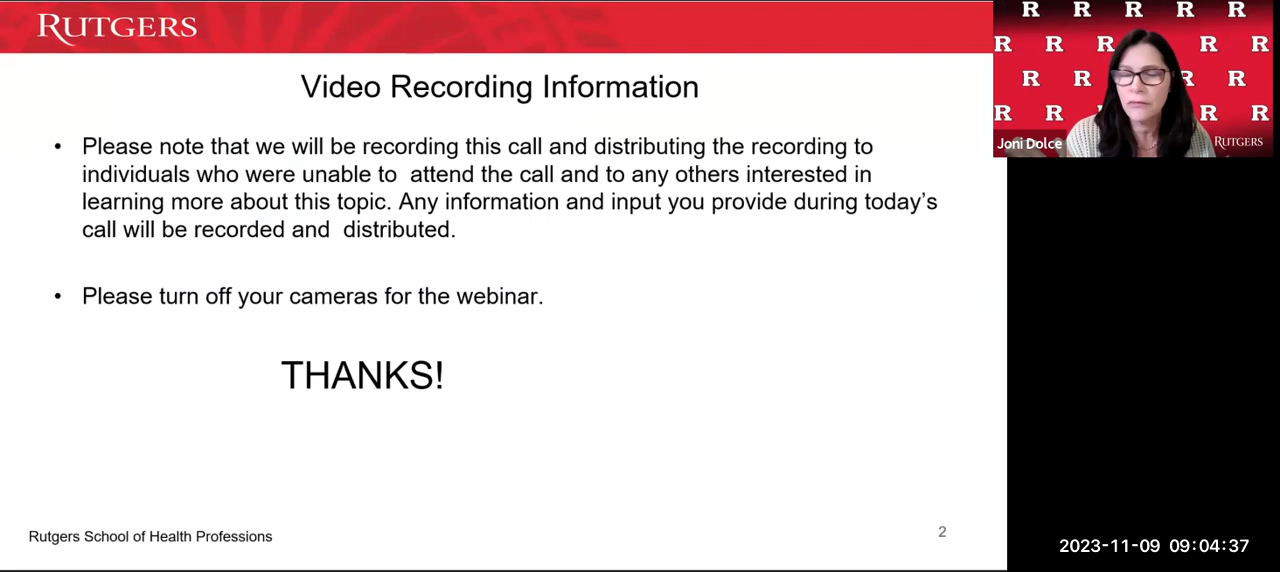 RUTGERS
Video Recording Information
• Please note that we will be recording this call and distributing the recording to
individuals who were unable to  attend the call and to any others interested in
learning more about this topic. Any information and input you provide during today’s
call will be recorded and  distributed.
• Please turn off your cameras for the webinar.
THANKS!
Rutgers School of Health Professions
2
R R R R R
R R R R R
R R R
R R R R
Joni Dolce
RUTGERS
2023-11-09 09:04:37